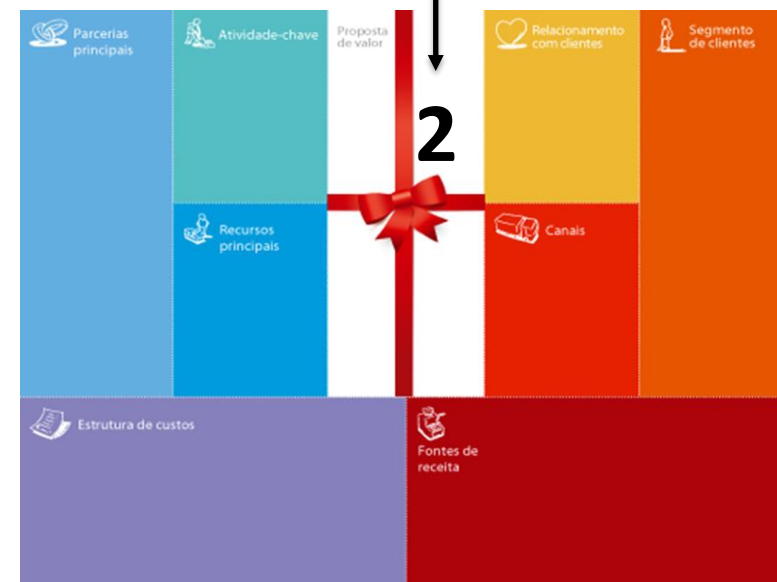 Parcerias
principais
Atividade-chave
Proposta
de valor
2
Relacionamento
com clientes
Segmento
de clientes
Recursos
principais
Canais
Estrutura de custos
Fontes de
receita